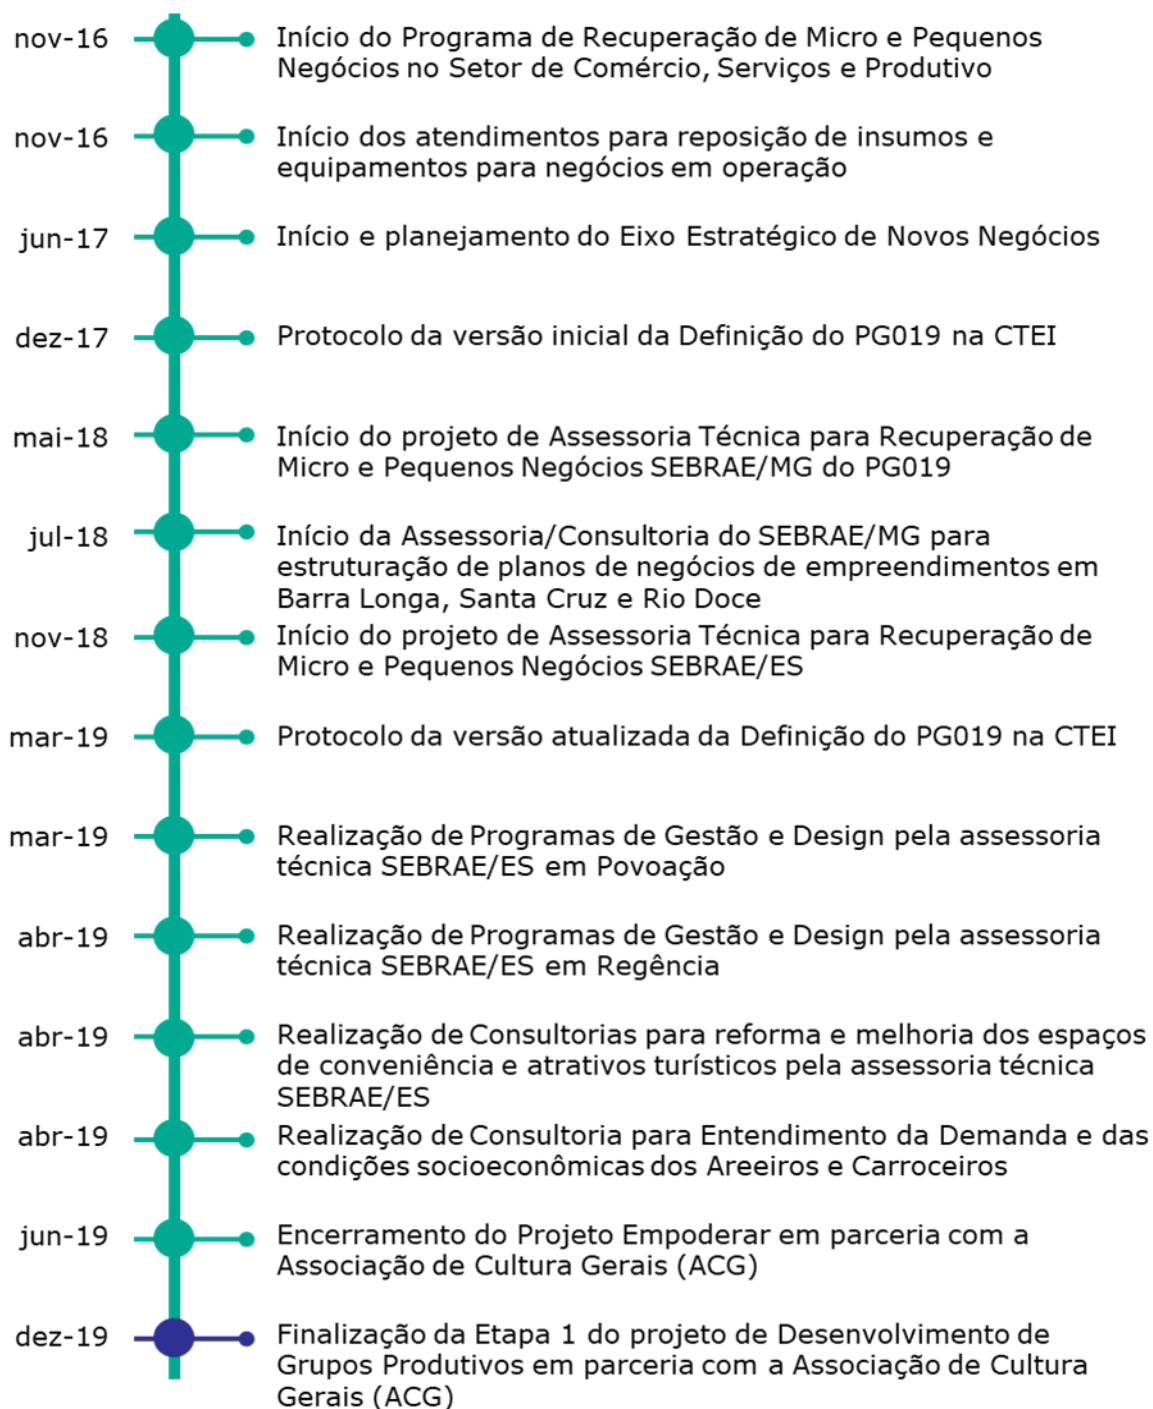 nov-16
Início do Programa de Recuperação de Micro e Pequenos
Negócios no Setor de Comércio, Serviços e Produtivo
nov-16
Início dos atendimentos para reposição de insumos e
equipamentos para negócios em operação
jun-17
Início e planejamento do Eixo Estratégico de Novos Negócios
dez-17
Protocolo da versão inicial da Definição do PG019 na CTEI
mai-18
Início do projeto de Assessoria Técnica para Recuperação de
Micro e Pequenos Negócios SEBRAE/MG do PG019
jul-18
Início da Assessoria/Consultoria do SEBRAE/MG para
estruturação de planos de negócios de empreendimentos em
Barra Longa, Santa Cruz e Rio Doce
nov-18
Início do projeto de Assessoria Técnica para Recuperação de
Micro e Pequenos Negócios SEBRAE/ES
mar-19
Protocolo da versão atualizada da Definição do PG019 na CTEI
mar-19
Realização de Programas de Gestão e Design pela assessoria
técnica SEBRAE/ES em Povoação
abr-19
Realização de Programas de Gestão e Design pela assessoria
técnica SEBRAE/ES em Regência
abr-19
Realização de Consultorias para reforma e melhoria dos espaços
de conveniência e atrativos turísticos pela assessoria técnica
SEBRAE/ES
abr-19
Realização de Consultoria para Entendimento da Demanda e das
condições socioeconômicas dos Areeiros e Carroceiros
jun-19
Encerramento do Projeto Empoderar em parceria com a
Associação de Cultura Gerais (ACG)
dez-19
Finalização da Etapa 1 do projeto de Desenvolvimento de
Grupos Produtivos em parceria com a Associação de Cultura
Gerais (ACG)